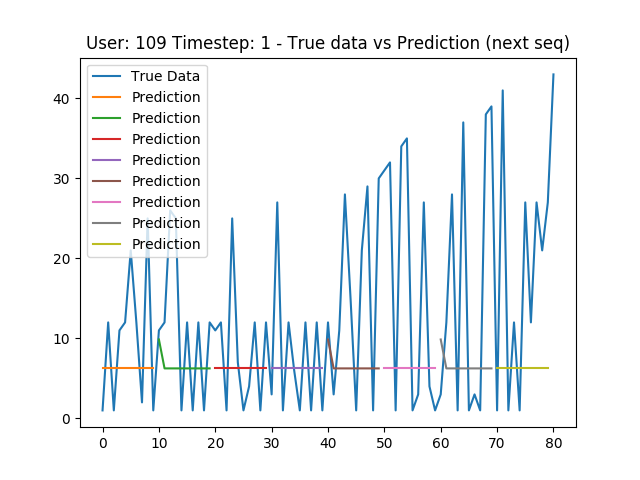 User: 109 Timestep: 1 - True data vs Prediction (next seq)
True Data
Prediction
Prediction
Prediction
Prediction
Prediction
Prediction
Prediction
Prediction
40
30
20
10
0
0 10 20 30 40 50 60 70 80